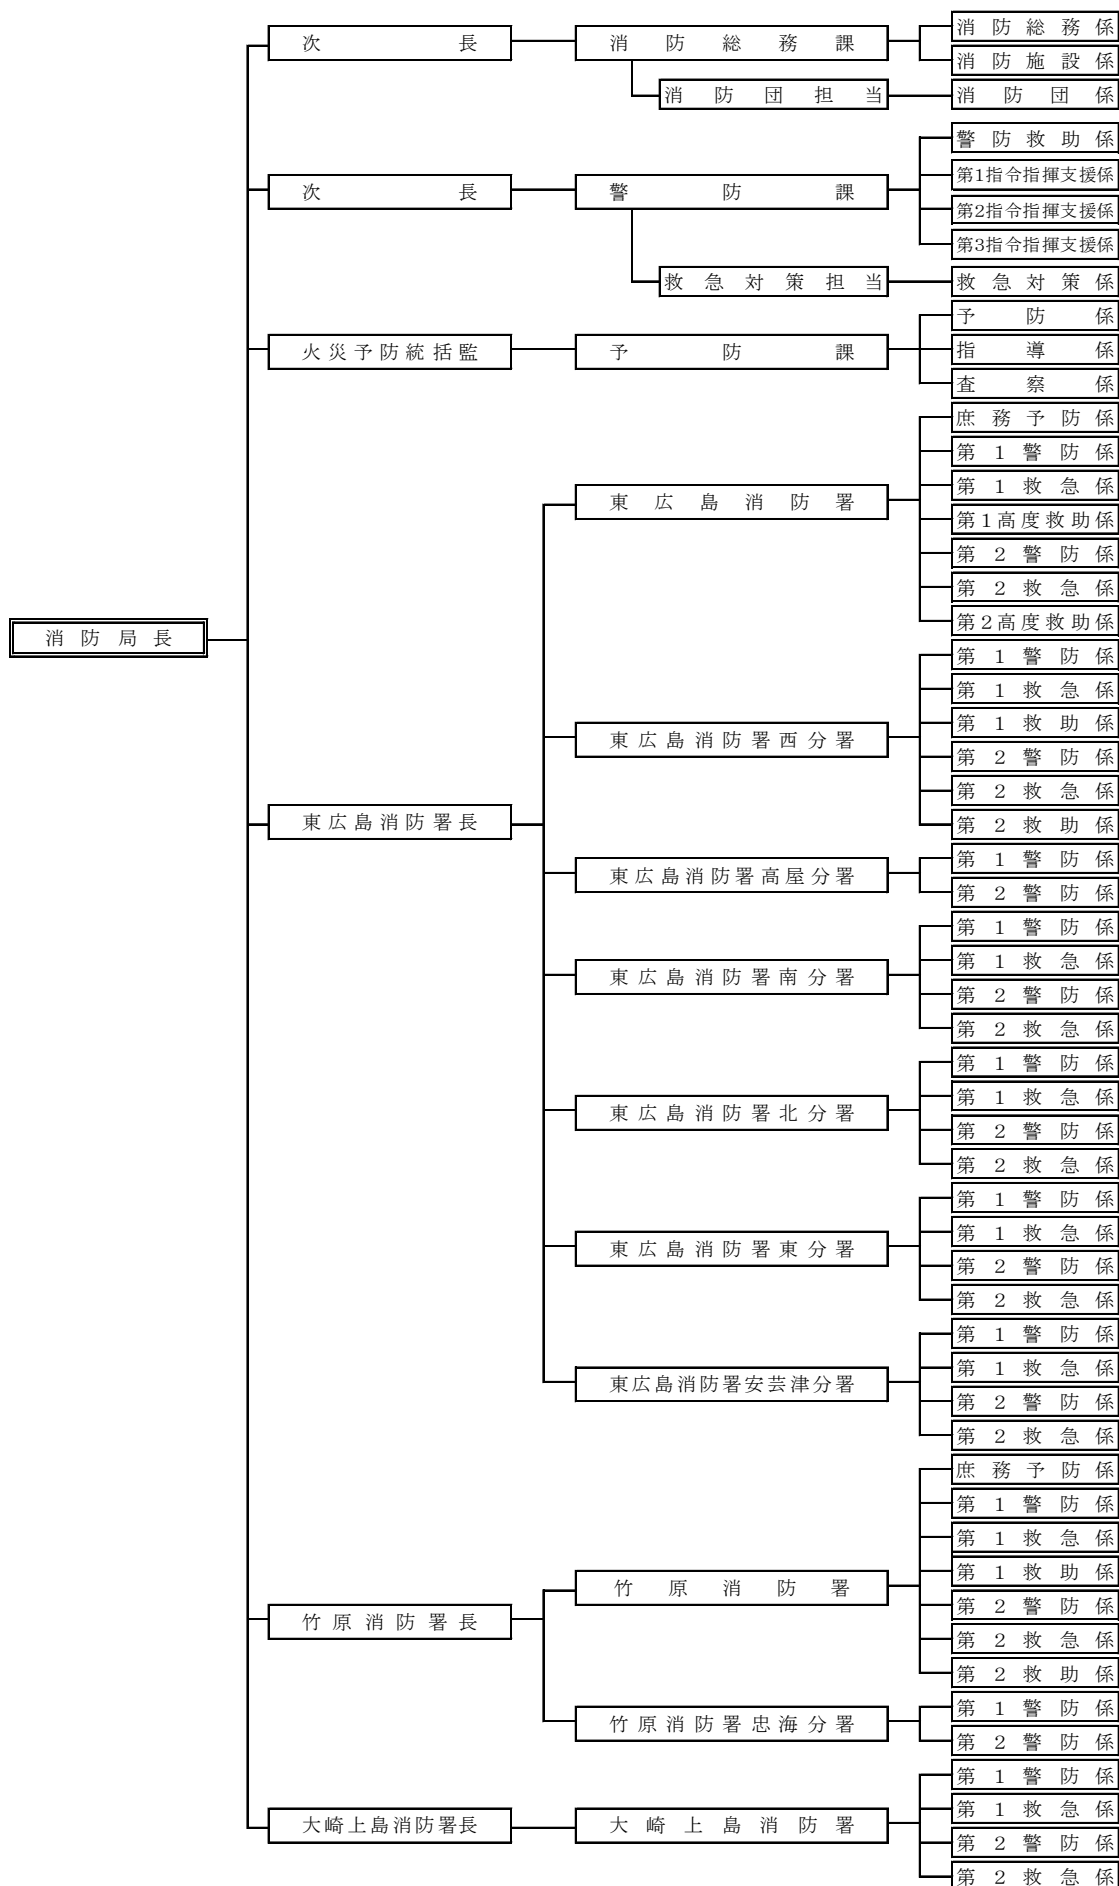 消防総務係
次長
消防総務課
消防施設係
消防団担当
消防団係
警防救助係
第1指令指揮支援係
次長
警防課
第2指令指揮支援係
第3指令指揮支援係
救急対策担当
救急対策係
予防係
火災予防統括監
予防課
指導係
査察係
庶務予防係
第1警防係
第1救急係
東広島消防署
第1高度救助係
第2警防係
第2救急係
第2高度救助係
消防局長
第1警防係
第1救急係
第1救助係
東広島消防署西分署
第2警防係
第2救急係
第2救助係
東広島消防署長
第1警防係
東広島消防署高屋分署
第2警防係
第1警防係
第1救急係
東広島消防署南分署
第2警防係
第2救急係
第1警防係
第1救急係
東広島消防署北分署
第2警防係
第2救急係
第1警防係
第1救急係
東広島消防署東分署
第2警防係
第2救急係
第1警防係
第1救急係
東広島消防署安芸津分署
第2警防係
第2救急係
庶務予防係
第1警防係
第1救急係
第1救助係
竹原消防署
第2警防係
竹原消防署長
第2救急係
第2救助係
第1警防係
竹原消防署忠海分署
第2警防係
第1警防係
第1救急係
大崎上島消防署長
大崎上島消防署
第2警防係
第2救急係